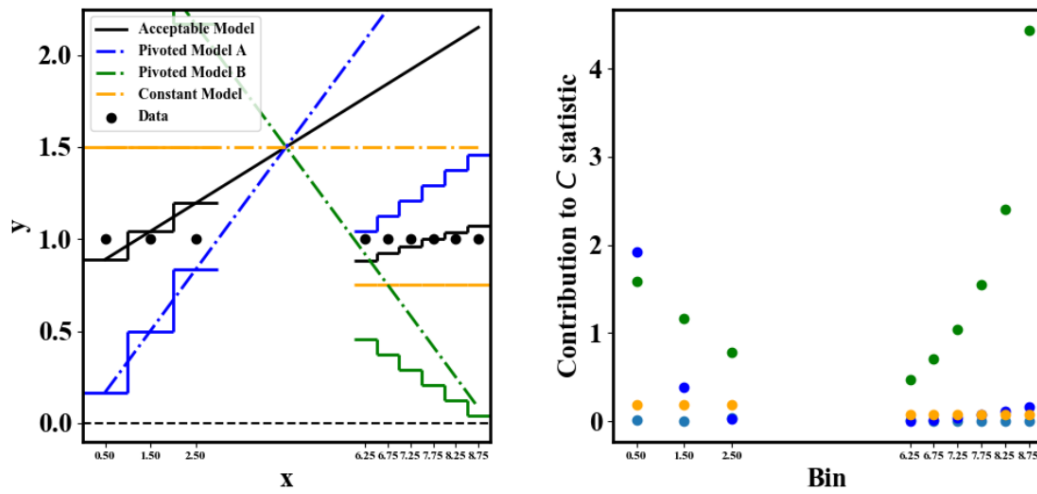 Acceptable Model
Pivoted Model A
Pivoted Model B
Constant Model
Data
y
2.0
1.5
1.0
0.5
0.0
0.50 1.50 2.50 6.25 6.75 7.25 7.75 8.25 8.75
x
Contribution to C statistic
4
3
2
1
0
0.50 1.50 2.50 6.25 6.75 7.25 7.75 8.25 8.75
Bin